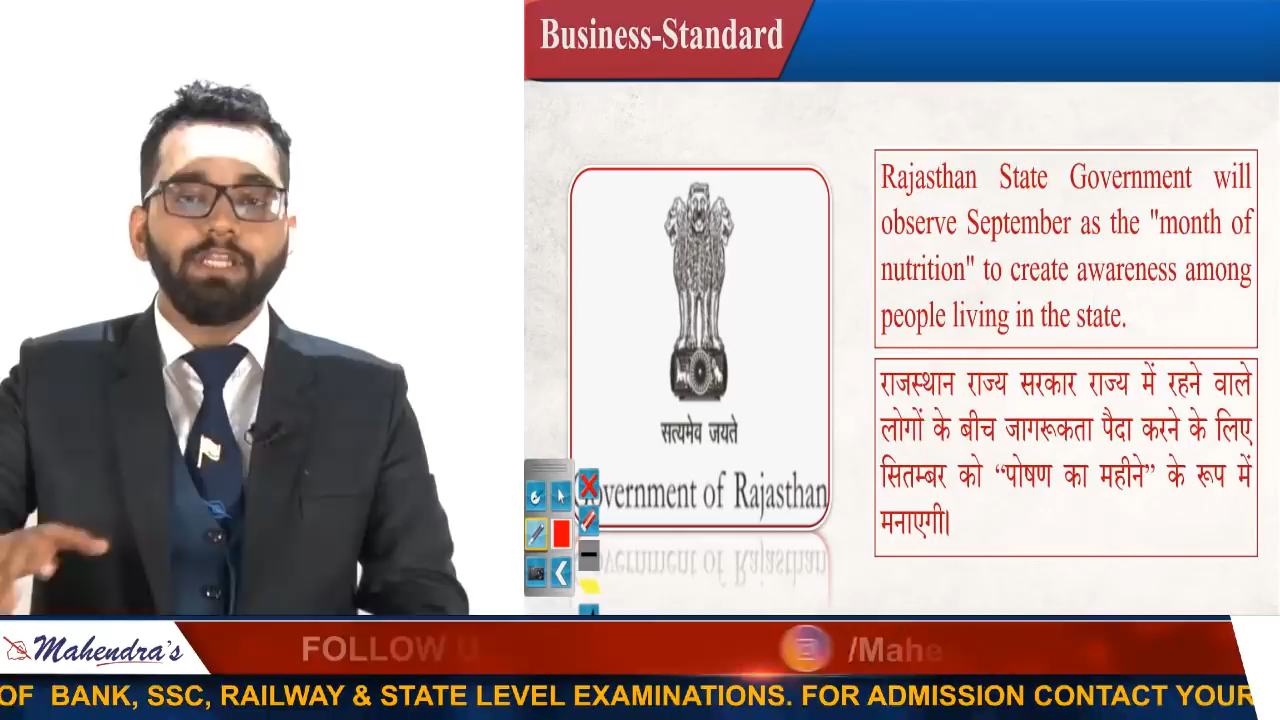 Business-Standard
Rajasthan State Government will
observe September as the "month of
nutrition" to create awareness among
people living in the state.
राजस्थान राज्य सरकार राज्य में रहने वाले
लोगों के बीच जागरूकता पैदा करने के लिए
सितम्बर को “पोषण का महीने” के रूप में
मनाएगी।
सत्यमेव जयते
overnment of Rajasthan
Mahendra's
FOLLOW U
/Mahe
OF BANK, SSC, RAILWAY & STATE LEVEL EXAMINATIONS. FOR ADMISSION CONTACT YOUR